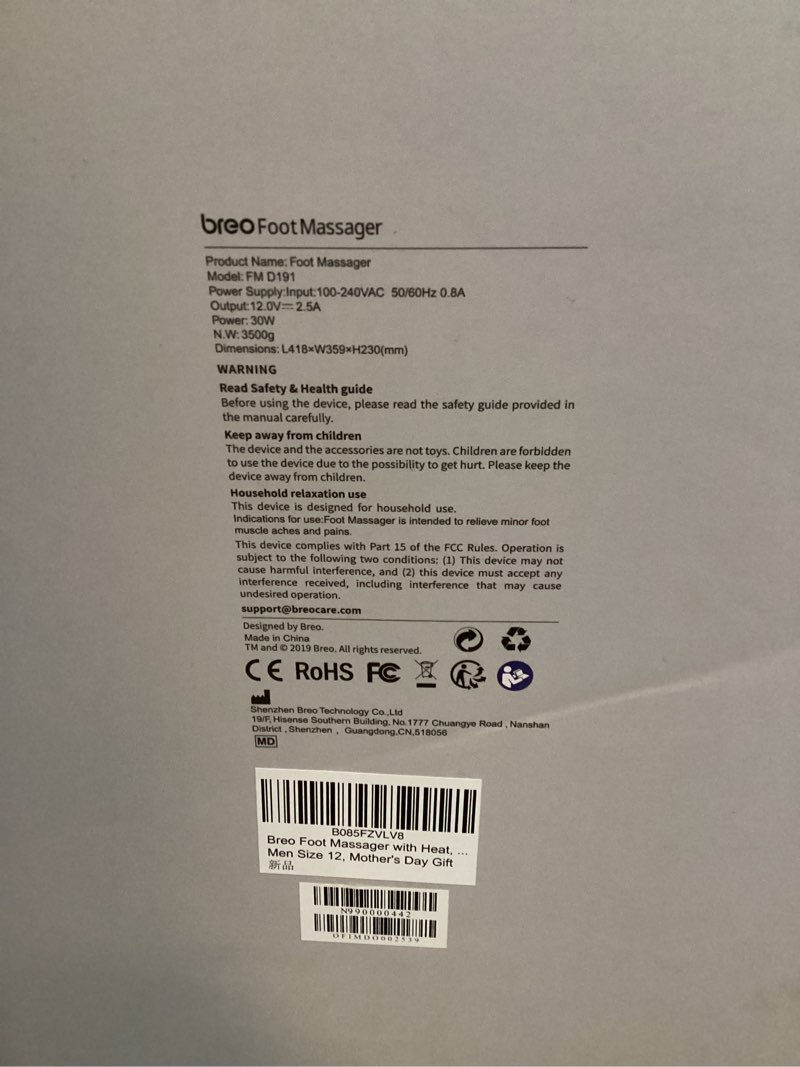 breo Foot Massager
Product Name: Foot Massager
Model: FM D191
Power Supply:Input:100-240VAC 50/60Hz 0.8A
Output:12.0V⎓2.5A
Power: 30W
N.W: 3500g
Dimensions: L418×W359×H230(mm)
WARNING
Read Safety & Health guide
Before using the device, please read the safety guide provided in
the manual carefully.
Keep away from children
The device and the accessories are not toys. Children are forbidden
to use the device due to the possibility to get hurt. Please keep the
device away from children.
Household relaxation use
This device is designed for household use.
Indications for use:Foot Massager is intended to relieve minor foot
muscle aches and pains.
This device complies with Part 15 of the FCC Rules. Operation is
subject to the following two conditions: (1) This device may not
cause harmful interference, and (2) this device must accept any
interference received, including interference that may cause
undesired operation.
support@breocare.com
Designed by Breo.
Made in China
TM and © 2019 Breo. All rights reserved.
CE RoHS FC
Shenzhen Breo Technology Co.,Ltd
19/F, Hisense Southern Building, No.1777 Chuangye Road , Nanshan
District , Shenzhen , Guangdong,CN,518056
MD
B085FZVLV8
Breo Foot Massager with Heat, ...
Men Size 12, Mother's Day Gift
新品
N990000442
OFIMDO002539